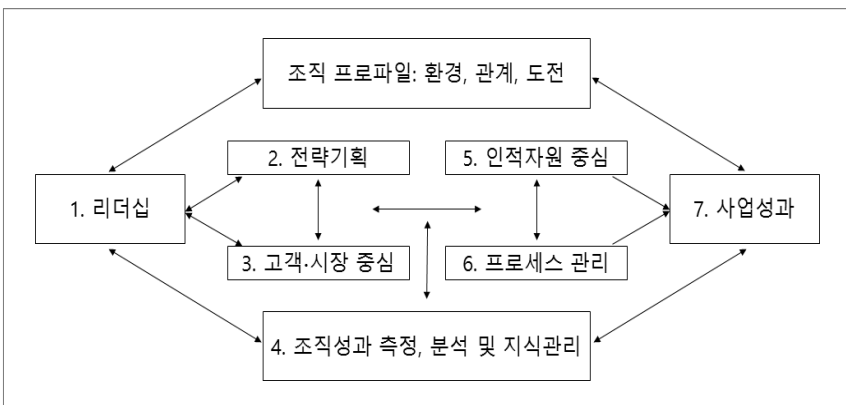 조직 프로파일: 환경, 관계, 도전
2. 전략기획
5. 인적자원 중심
1. 리더십
7. 사업성과
3. 고객·시장 중심
6. 프로세스 관리
4. 조직성과 측정, 분석 및 지식관리